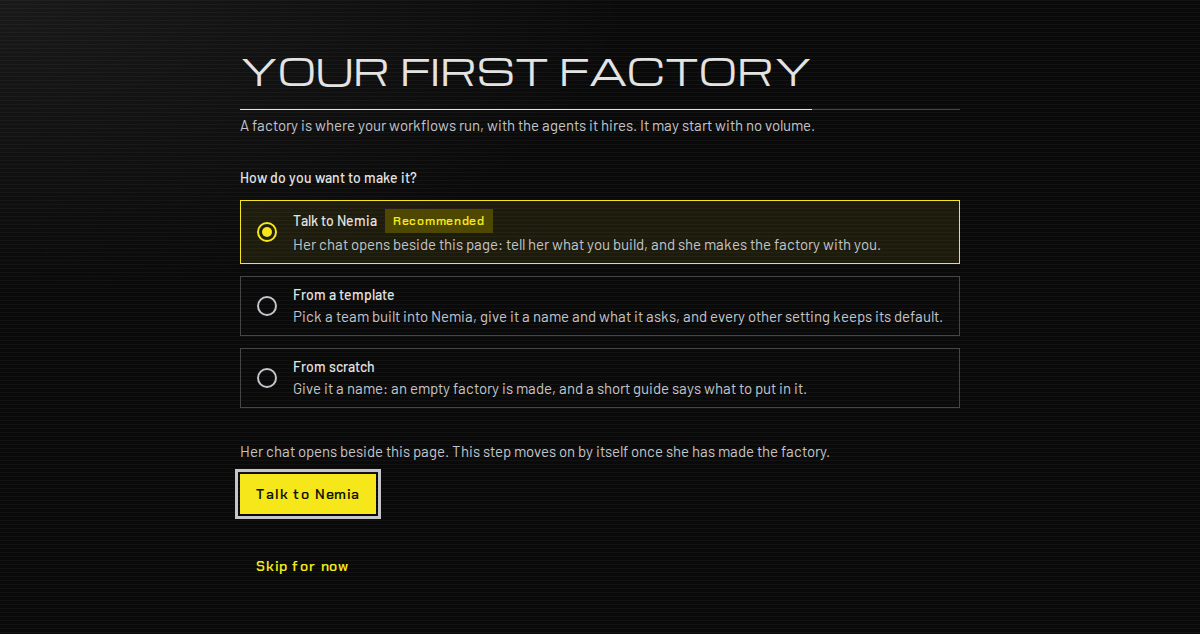 YOUR FIRST FACTORY
A factory is where your workflows run, with the agents it hires. It may start with no volume.
How do you want to make it?
Talk to Nemia Recommended
Her chat opens beside this page: tell her what you build, and she makes the factory with you.
From a template
Pick a team built into Nemia, give it a name and what it asks, and every other setting keeps its default.
From scratch
Give it a name: an empty factory is made, and a short guide says what to put in it.
Her chat opens beside this page. This step moves on by itself once she has made the factory.
Talk to Nemia
Skip for now